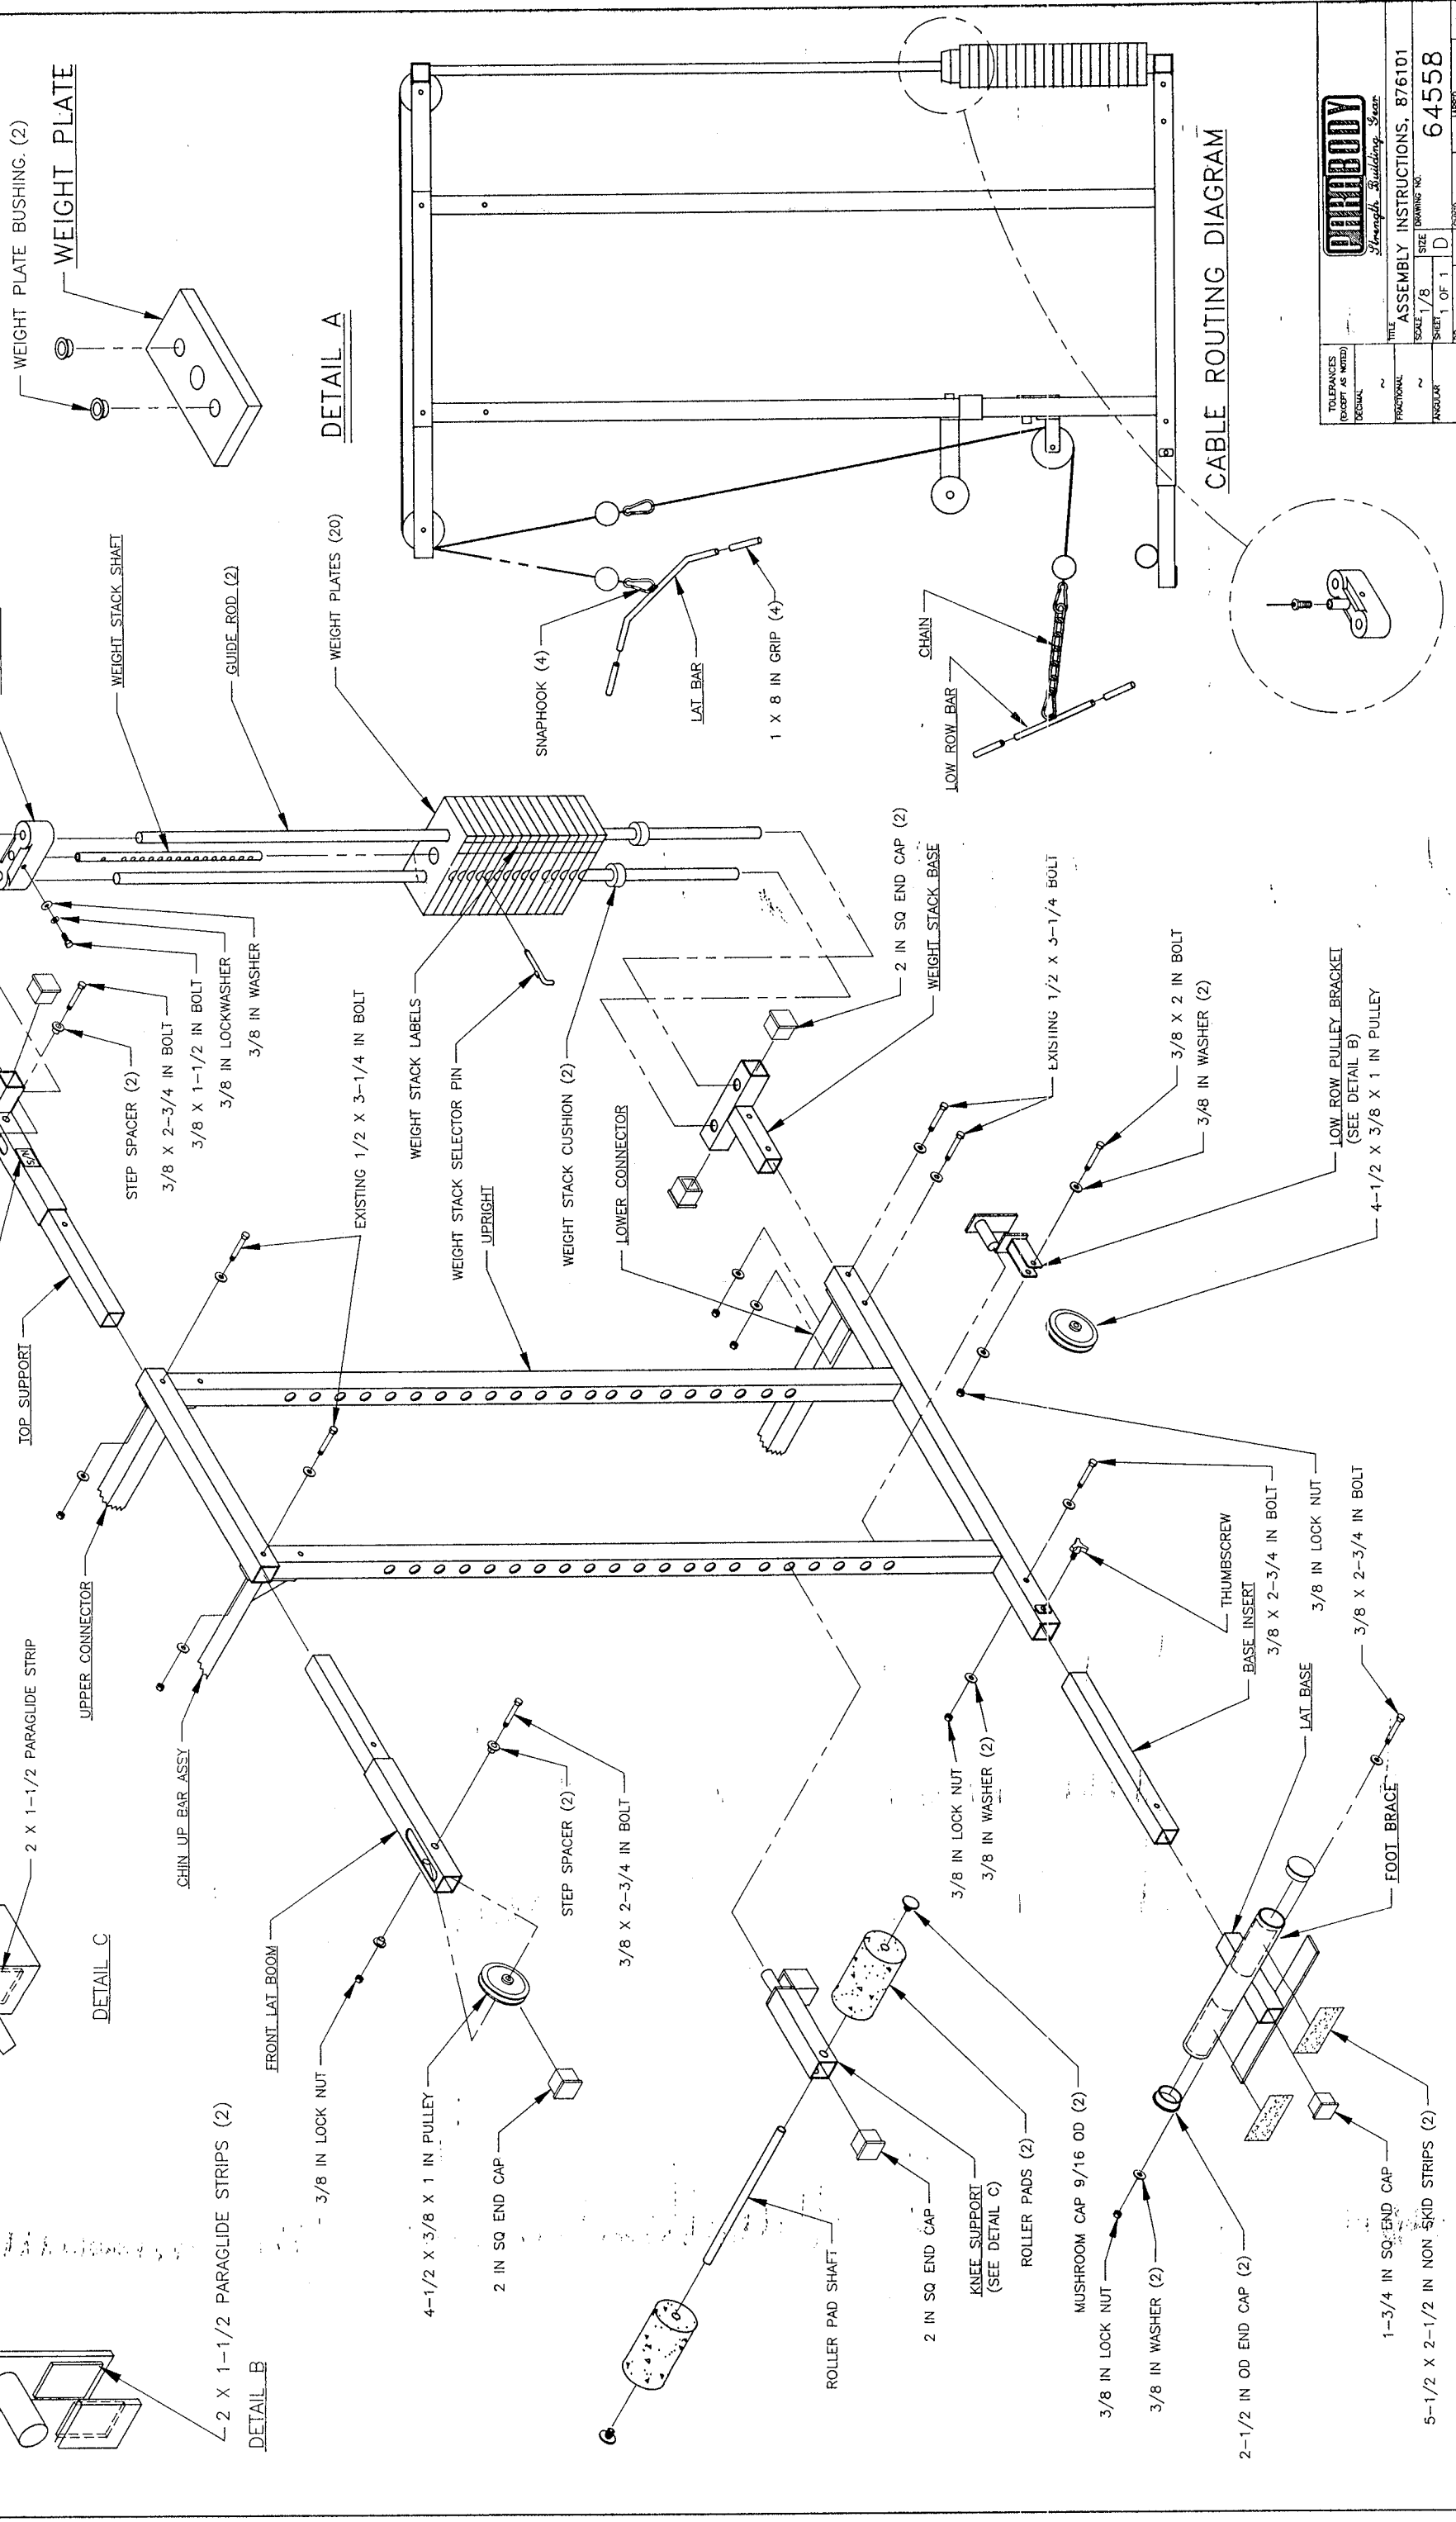 WEIGHT PLATE BUSHING. (2)
WEIGHT PLATE
DETAIL A
WEIGHT STACK SHAFT
GUIDE ROD (2)
WEIGHT PLATES (20)
SNAPHOOK (4)
LAT BAR
1 X 8 IN GRIP (4)
CHAIN
LOW ROW BAR
CABLE ROUTING DIAGRAM
S/N
STEP SPACER (2)
3/8 X 2-3/4 IN BOLT
3/8 X 1-1/2 IN BOLT
3/8 IN LOCKWASHER
3/8 IN WASHER
EXISTING 1/2 X 3-1/4 IN BOLT
WEIGHT STACK LABELS
WEIGHT STACK SELECTOR PIN
UPRIGHT
WEIGHT STACK CUSHION (2)
LOWER CONNECTOR
2 IN SQ END CAP (2)
WEIGHT STACK BASE
EXISTING 1/2 X 3-1/4 BOLT
3/8 X 2 IN BOLT
3/8 IN WASHER (2)
LOW ROW PULLEY BRACKET
(SEE DETAIL B)
4-1/2 X 3/8 X 1 IN PULLEY
TOP SUPPORT
UPPER CONNECTOR
2 X 1-1/2 PARAGLIDE STRIP
CHIN UP BAR ASSY
DETAIL C
FRONT LAT BOOM
3/8 IN LOCK NUT
STEP SPACER (2)
3/8 X 2-3/4 IN BOLT
4-1/2 X 3/8 X 1 IN PULLEY
2 IN SQ END CAP
2 X 1-1/2 PARAGLIDE STRIPS (2)
DETAIL B
3/8 IN LOCK NUT
3/8 IN WASHER (2)
THUMBSCREW
BASE INSERT
3/8 X 2-3/4 IN BOLT
3/8 IN LOCK NUT
LAT BASE
3/8 X 2-3/4 IN BOLT
FOOT BRACE
ROLLER PAD SHAFT
2 IN SQ END CAP
KNEE SUPPORT
(SEE DETAIL C)
ROLLER PADS (2)
MUSHROOM CAP 9/16 OD (2)
3/8 IN LOCK NUT
3/8 IN WASHER (2)
2-1/2 IN OD END CAP (2)
1-3/4 IN SQ END CAP
5-1/2 X 2-1/2 IN NON SKID STRIPS (2)
TOLERANCES
(EXCEPT AS NOTED)
DECIMAL
~
FRACTIONAL
~
ANGULAR
PARABODY
Strength Building Gear
TITLE
ASSEMBLY INSTRUCTIONS, 876101
SCALE 1/8
SIZE
D
DRAWING NO.
64558
SHEET 1 OF 1